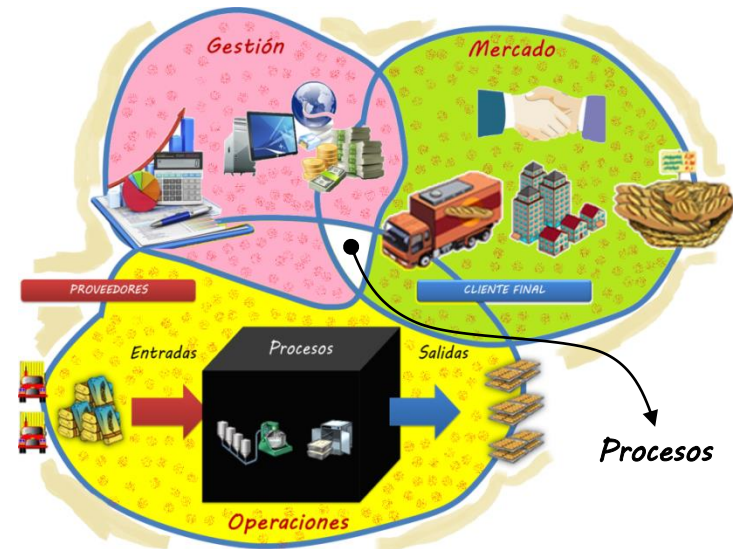 Gestión
Mercado
PROVEEDORES
CLIENTE FINAL
Entradas
Procesos
Salidas
Procesos
Operaciones